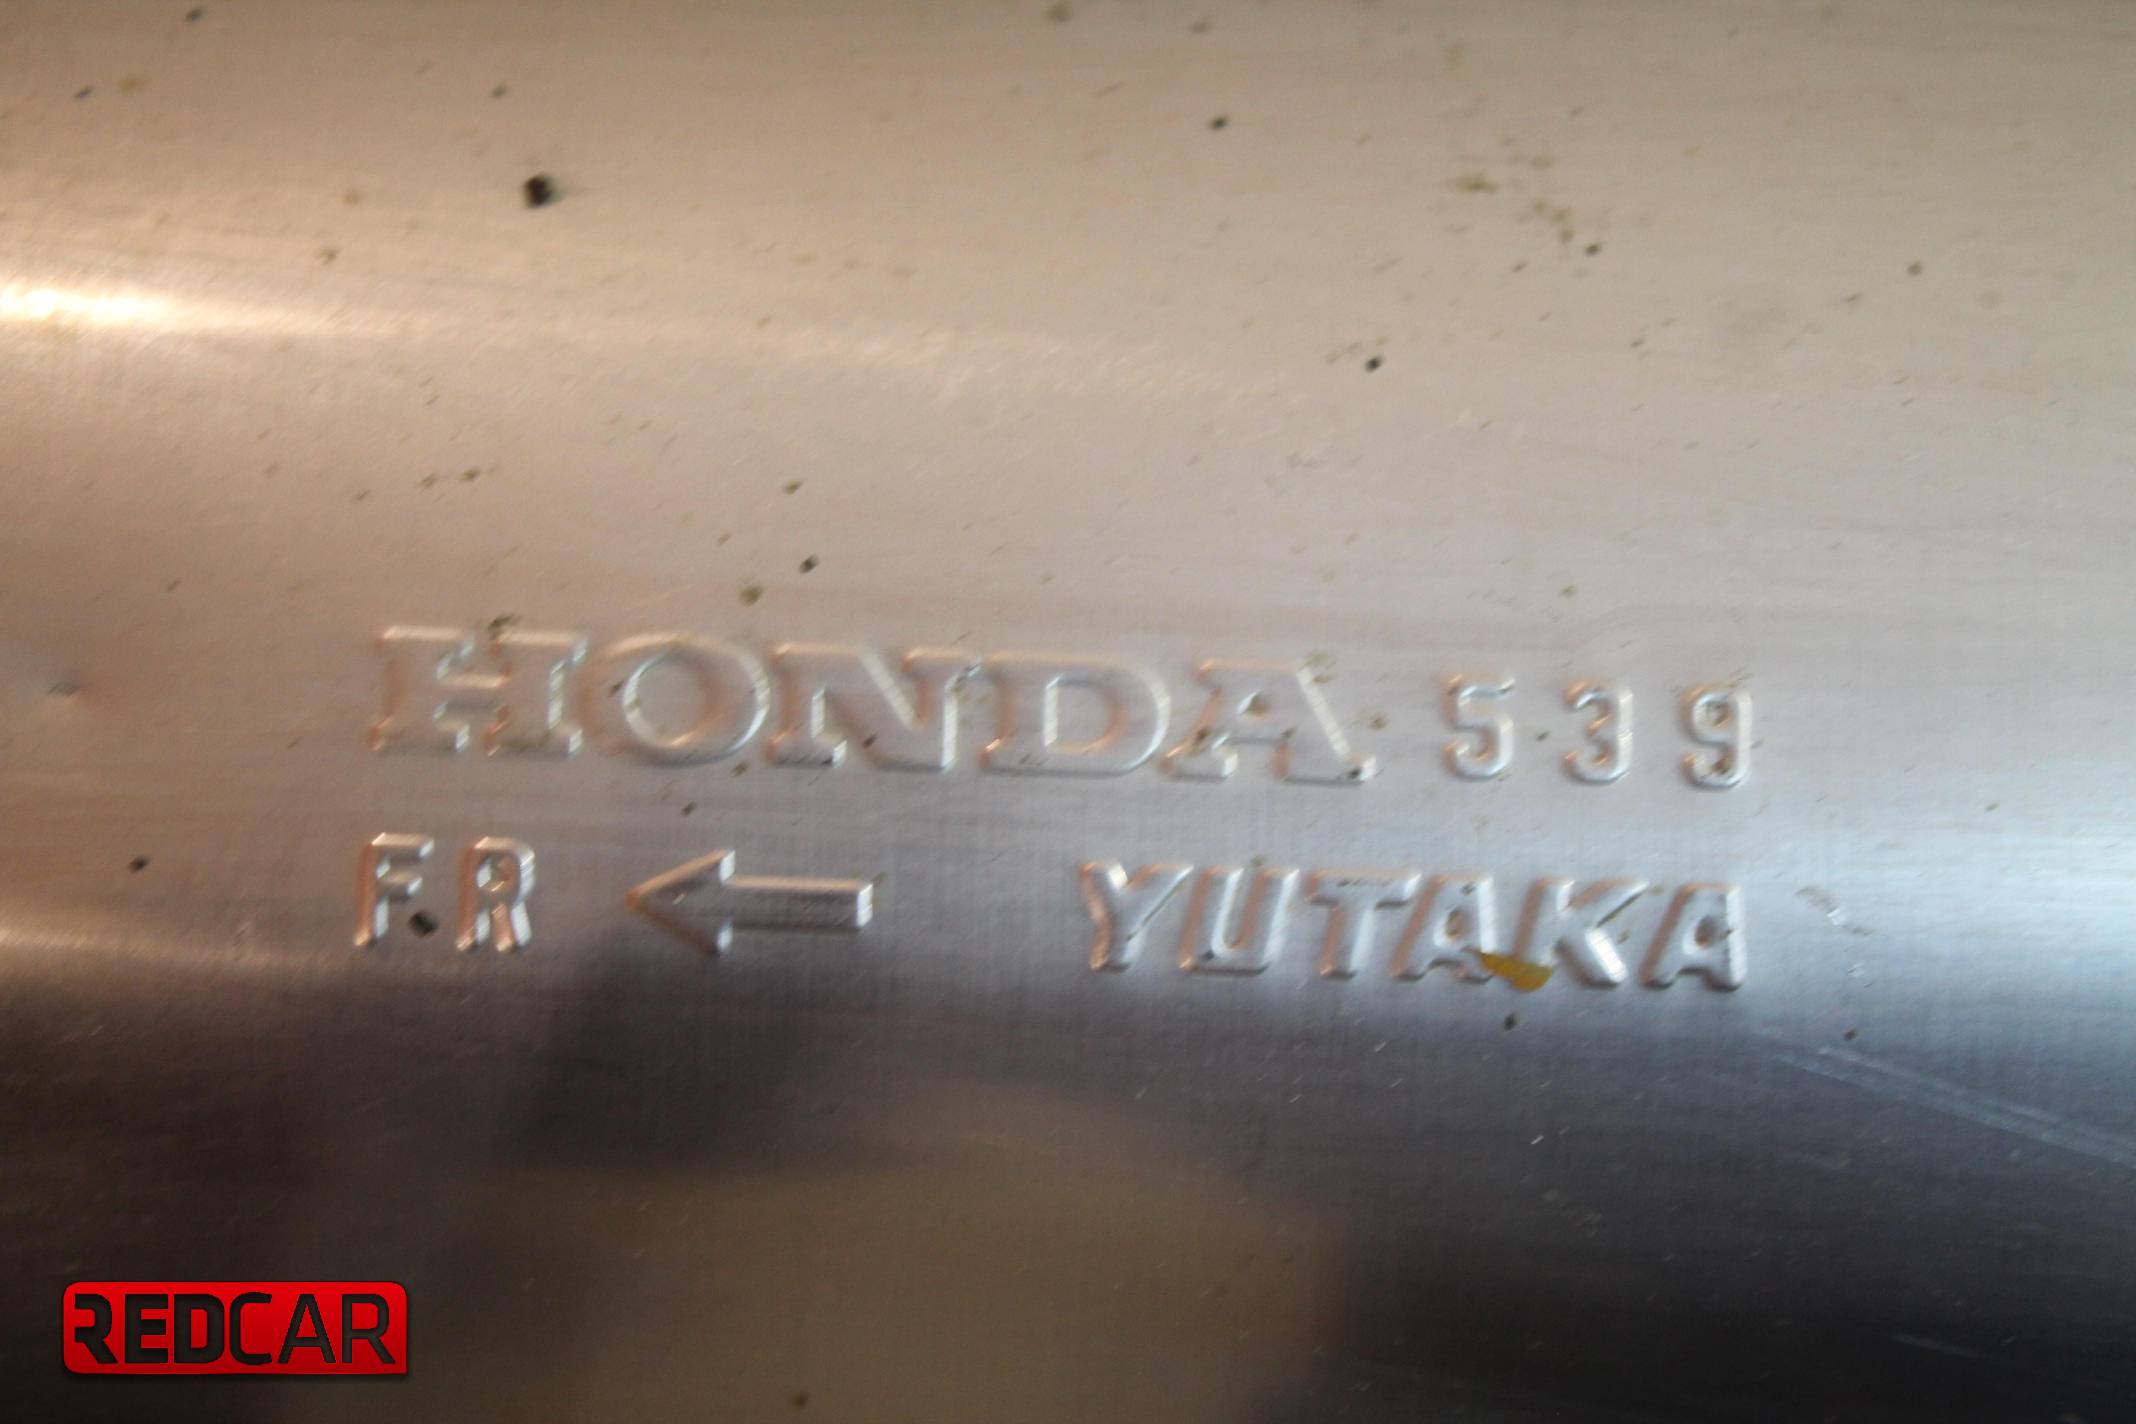 HONDA 539
FR ← YUTAKA
REDCAR